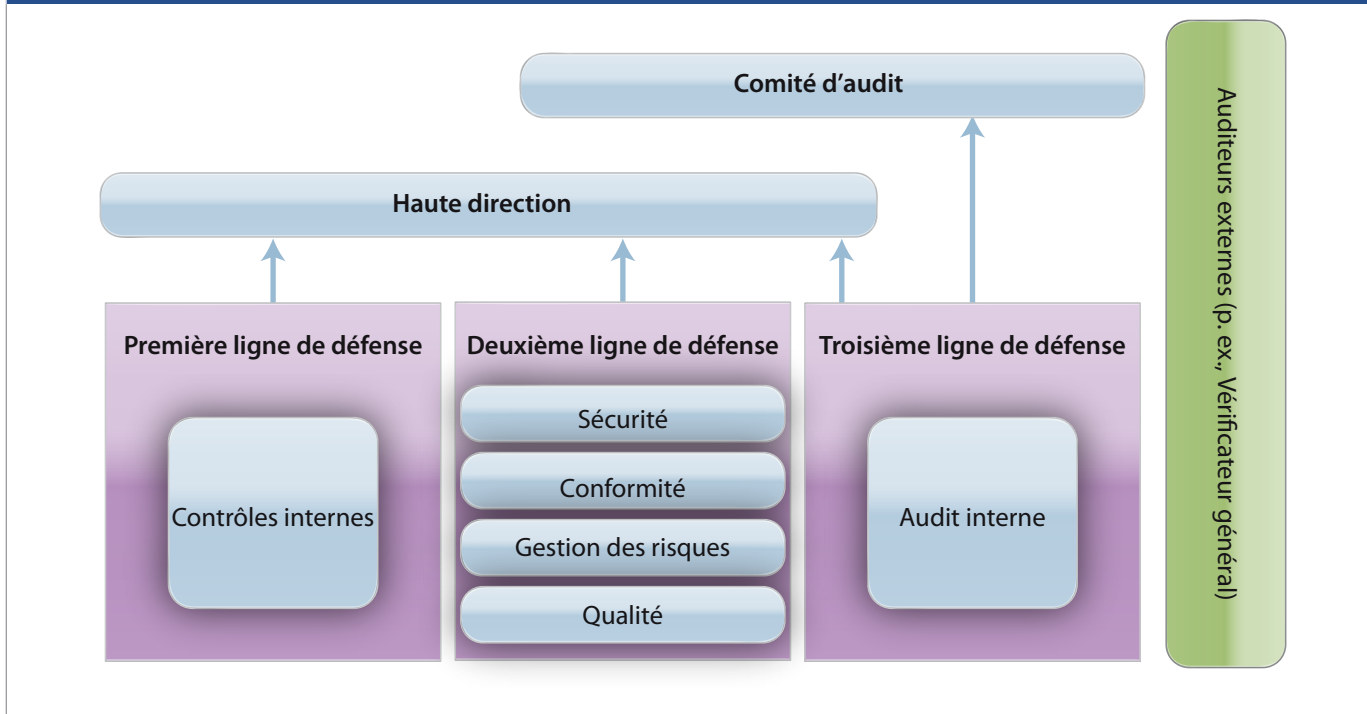 Comité d’audit
Haute direction
Première ligne de défense
Contrôles internes
Deuxième ligne de défense
Sécurité
Conformité
Gestion des risques
Qualité
Troisième ligne de défense
Audit interne
Auditeurs externes (p. ex., Vérificateur général)